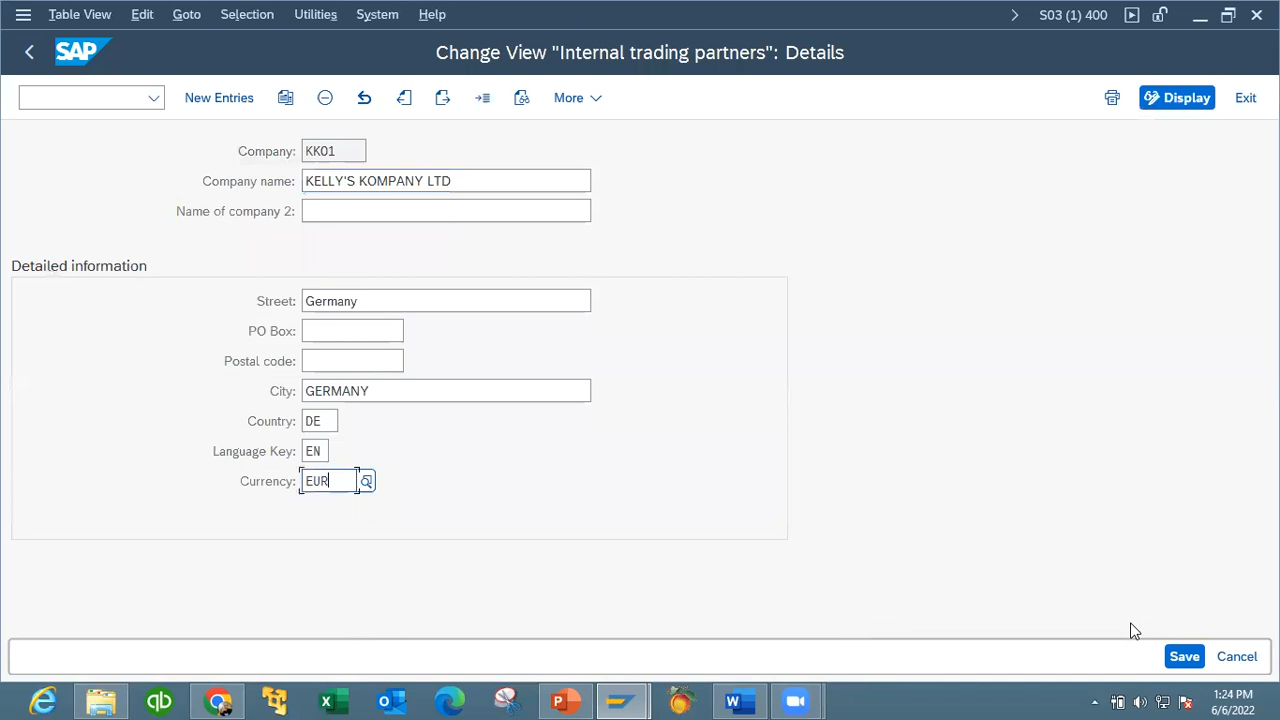 Table View Edit Goto Selection Utilities System Help S03 (1) 400
SAP Change View "Internal trading partners": Details
New Entries More Display Exit
Company: KK01
Company name: KELLY'S KOMPANY LTD
Name of company 2:
Detailed information
Street: Germany
PO Box:
Postal code:
City: GERMANY
Country: DE
Language Key: EN
Currency: EUR
Save Cancel
1:24 PM
6/6/2022